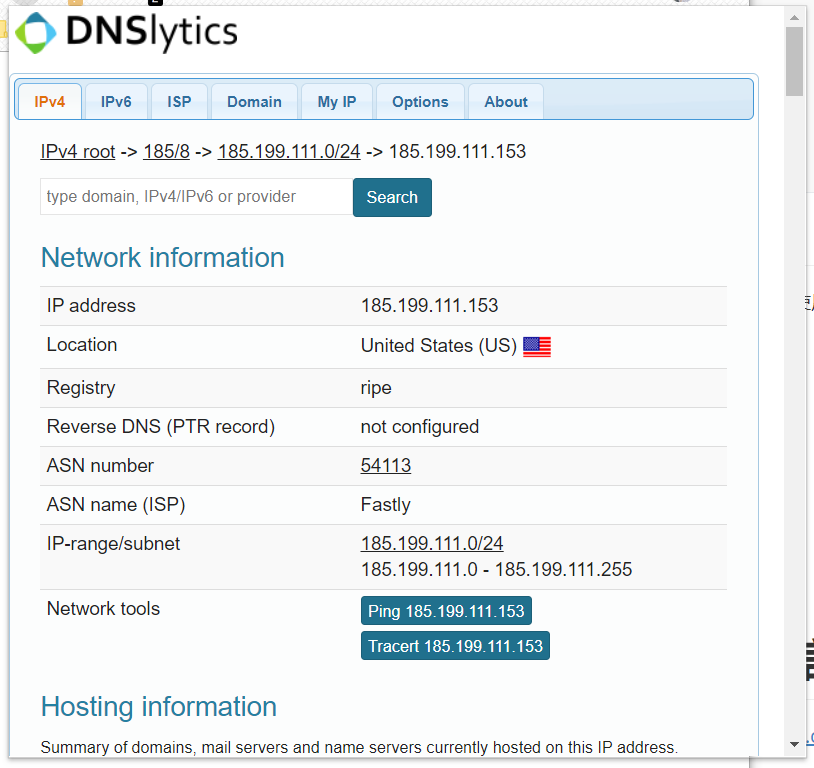 DNSlytics
IPv4 IPv6 ISP Domain My IP Options About
IPv4 root -> 185/8 -> 185.199.111.0/24 -> 185.199.111.153
type domain, IPv4/IPv6 or provider Search
Network information
IP address 185.199.111.153
Location United States (US)
Registry ripe
Reverse DNS (PTR record) not configured
ASN number 54113
ASN name (ISP) Fastly
IP-range/subnet 185.199.111.0/24
185.199.111.0 - 185.199.111.255
Network tools Ping 185.199.111.153
Tracert 185.199.111.153
Hosting information
Summary of domains, mail servers and name servers currently hosted on this IP address.